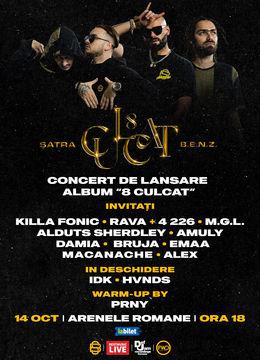 8
ȘATRA
CULCAT
B.E.N.Z.
CONCERT DE LANSARE
ALBUM "8 CULCAT"
INVITAȚI
KILLA FONIC • RAVA + 4 226 • M.G.L.
ALDUTS SHERDLEY • AMULY
DAMIA • BRUJA • EMAA
MACANACHE • ALEX
IN DESCHIDERE
IDK • HVNDS
WARM-UP BY
PRNY
14 OCT | ARENELE ROMANE | ORA 18
iabilet
LIVE
Def Jam